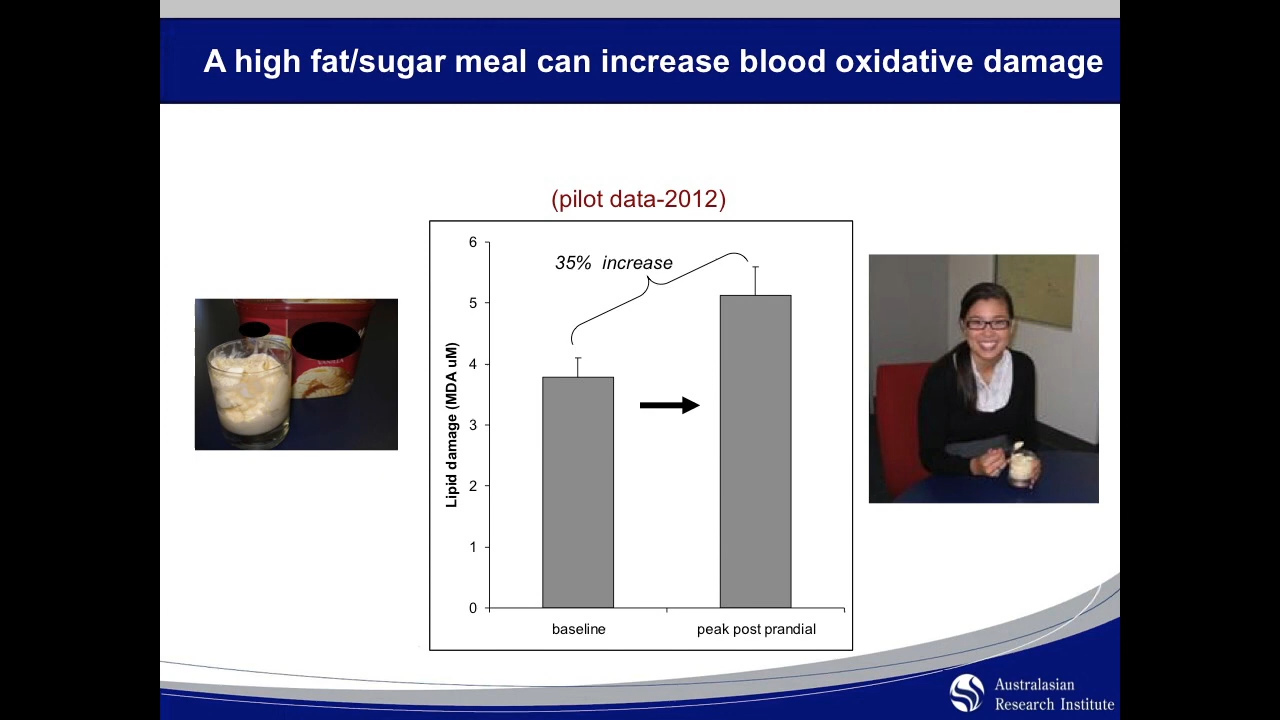 A high fat/sugar meal can increase blood oxidative damage
(pilot data-2012)
35% increase
6
5
4
3
2
1
0
Lipid damage (MDA uM)
baseline
peak post prandial
VANILLA
Australasian
Research Institute